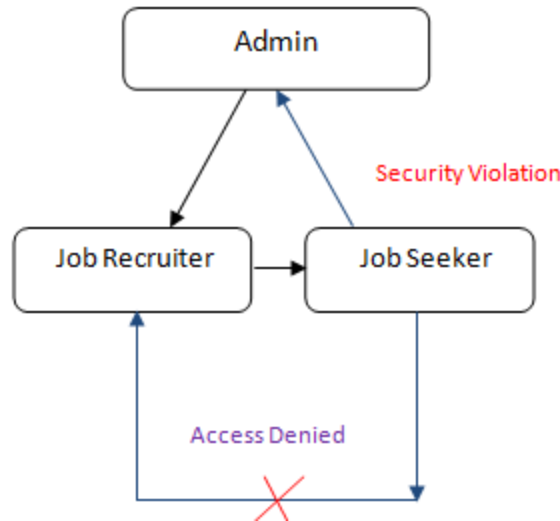 Admin
Security Violation
Job Recruiter
Job Seeker
Access Denied